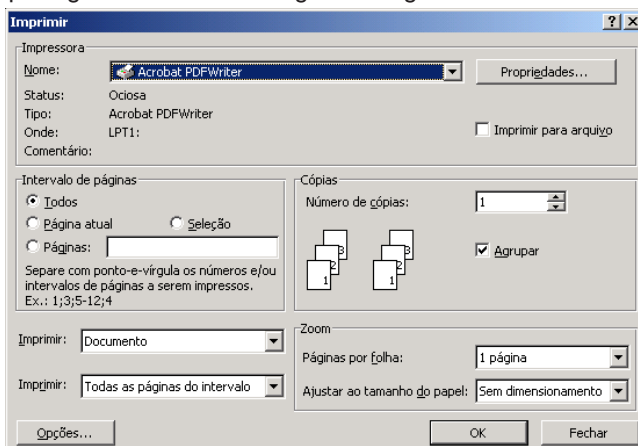 Imprimir
Impressora
Nome: Acrobat PDFWriter Propriedades...
Status: Ociosa
Tipo: Acrobat PDFWriter
Onde: LPT1: Imprimir para arquivo
Comentário:
Intervalo de páginas
Todos
Página atual Seleção
Páginas:
Separe com ponto-e-vírgula os números e/ou
intervalos de páginas a serem impressos.
Ex.: 1;3;5-12;4
Cópias
Número de cópias: 1
3 3
2 2
1 1
Agrupar
Imprimir: Documento
Imprimir: Todas as páginas do intervalo
Zoom
Páginas por folha: 1 página
Ajustar ao tamanho do papel: Sem dimensionamento
Opções... OK Fechar